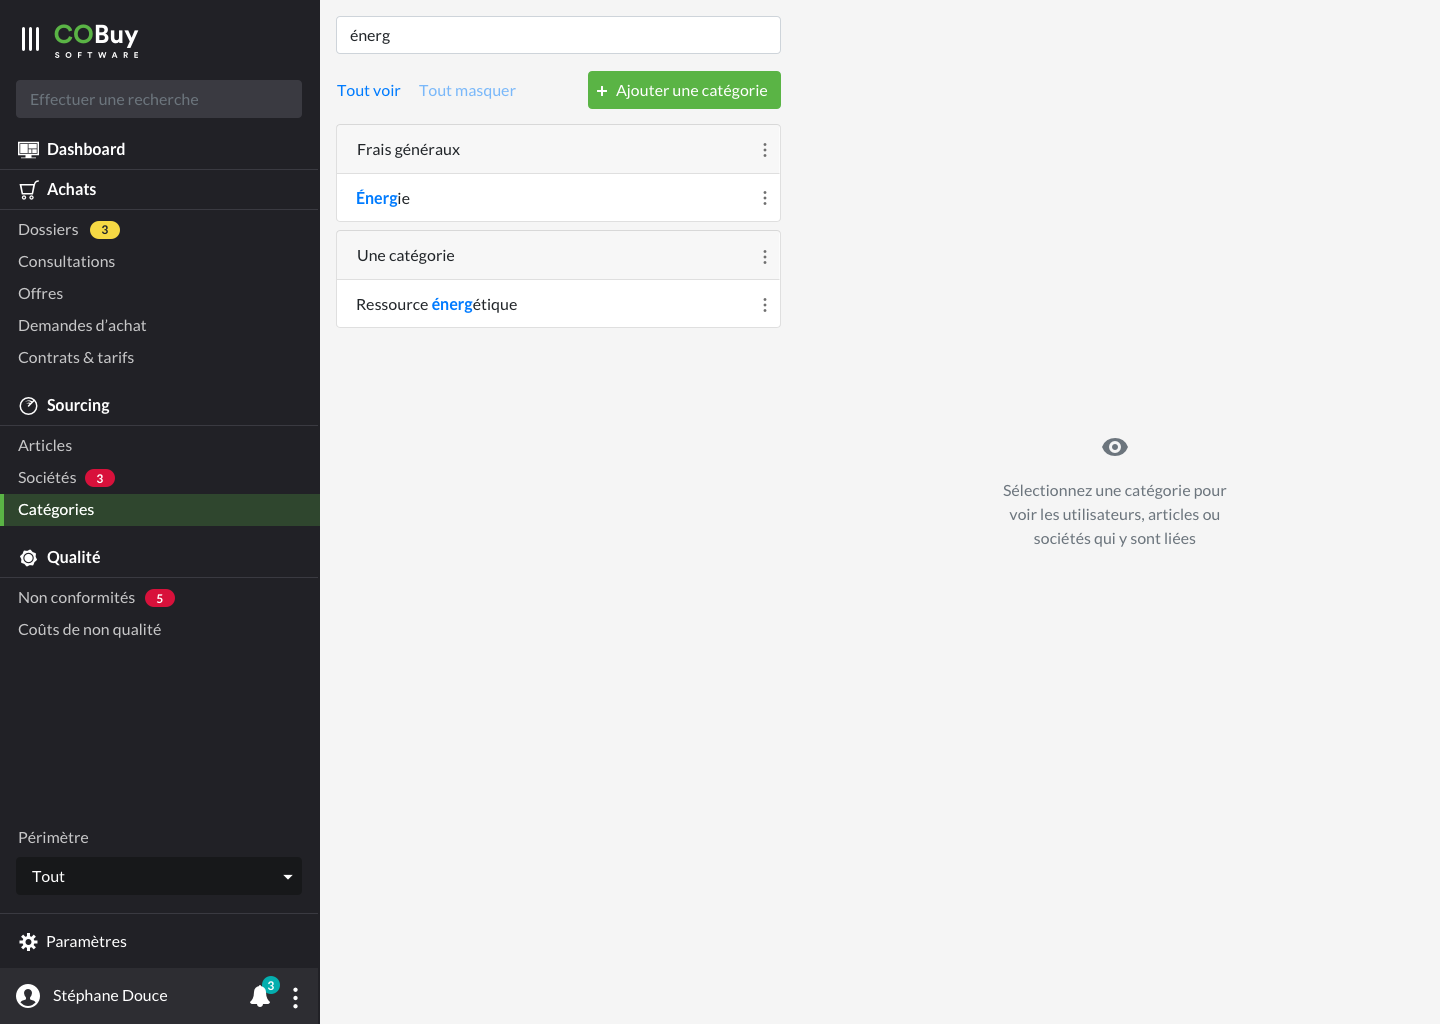 COBuy
SOFTWARE
Effectuer une recherche
Dashboard
Achats
Dossiers 3
Consultations
Offres
Demandes d’achat
Contrats & tarifs
Sourcing
Articles
Sociétés 3
Catégories
Qualité
Non conformités 5
Coûts de non qualité
Périmètre
Tout
Paramètres
Stéphane Douce 3
énerg
Tout voir Tout masquer + Ajouter une catégorie
Frais généraux
Énergie
Une catégorie
Ressource énergétique
Sélectionnez une catégorie pour
voir les utilisateurs, articles ou
sociétés qui y sont liées